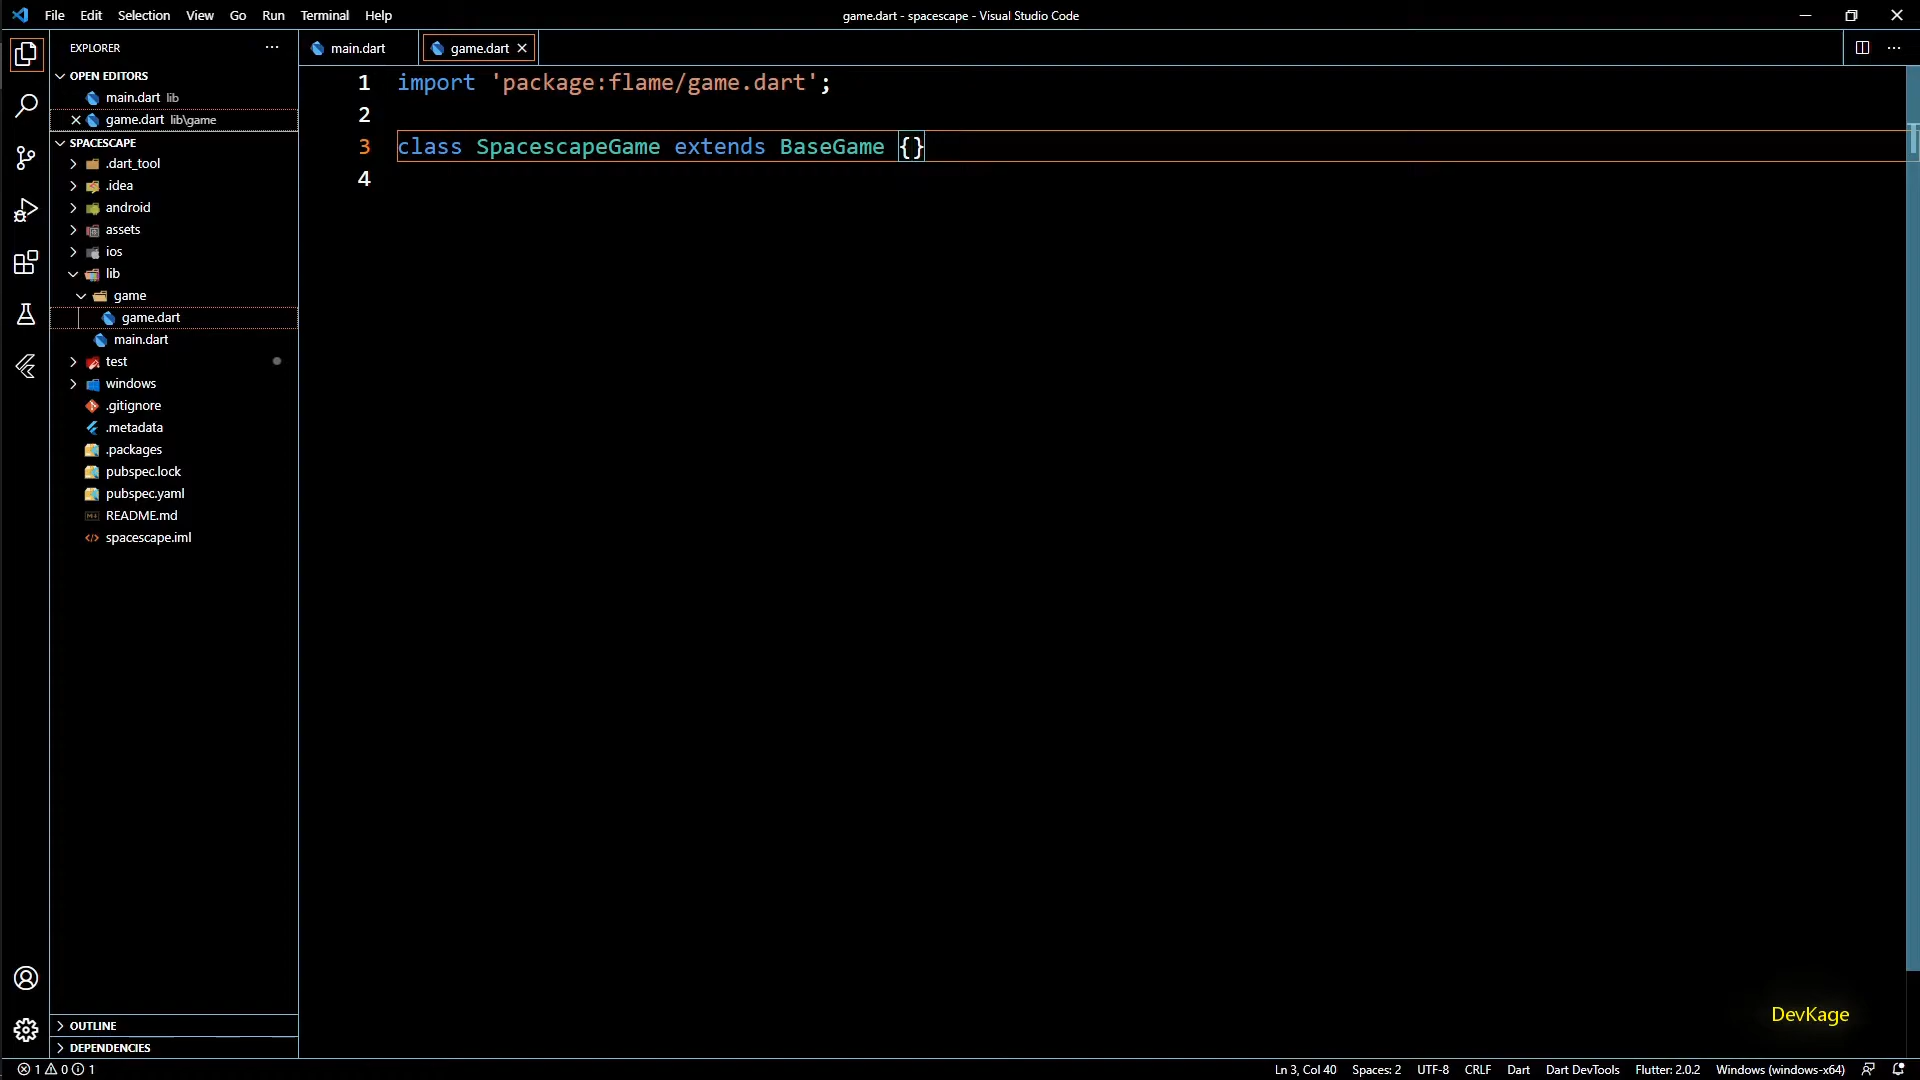 File Edit Selection View Go Run Terminal Help game.dart - spacescape - Visual Studio Code
EXPLORER
OPEN EDITORS
main.dart lib
game.dart lib\game
SPACESCAPE
.dart_tool
.idea
android
assets
ios
lib
game
game.dart
main.dart
test
windows
.gitignore
.metadata
.packages
pubspec.lock
pubspec.yaml
README.md
spacescape.iml
OUTLINE
DEPENDENCIES
main.dart game.dart
1 import 'package:flame/game.dart';
2
3 class SpacescapeGame extends BaseGame {}
4
DevKage
1 0 1 Ln 3, Col 40 Spaces: 2 UTF-8 CRLF Dart Dart DevTools Flutter: 2.0.2 Windows (windows-x64)